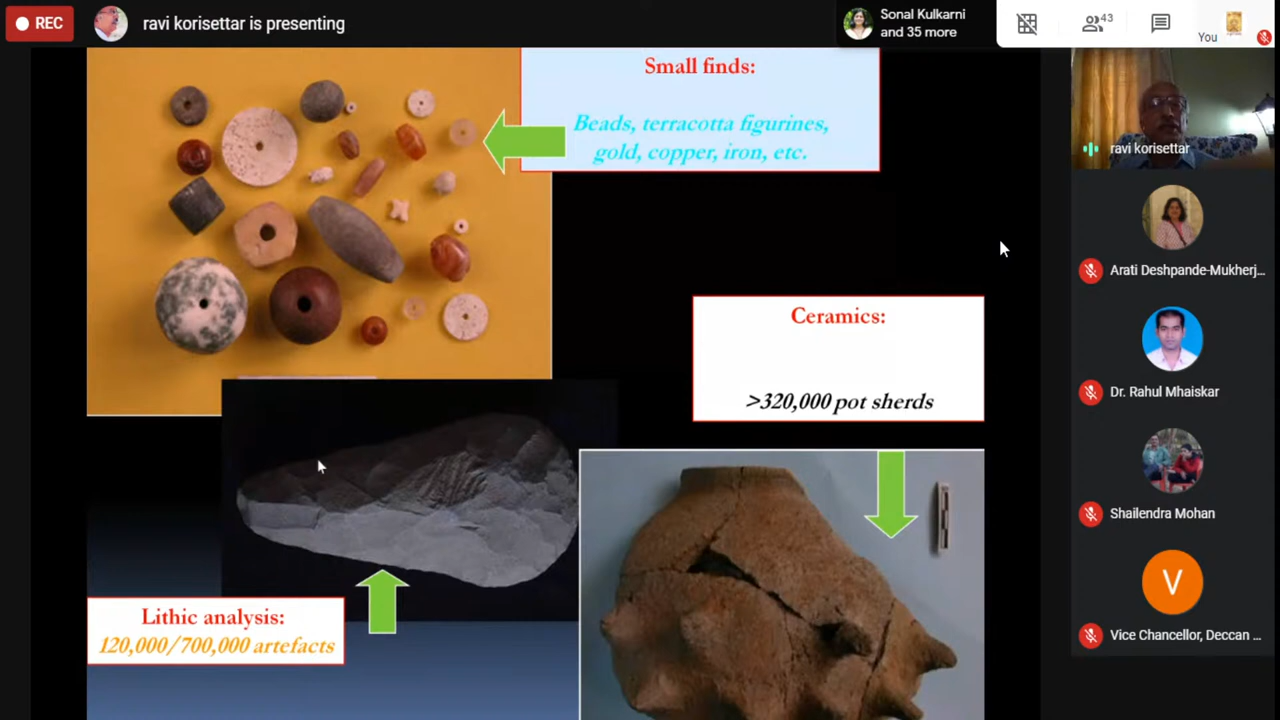 REC
ravi korisettar is presenting
Sonal Kulkarni
and 35 more
43
You
Small finds:
Beads, terracotta figurines,
gold, copper, iron, etc.
ravi korisettar
Arati Deshpande-Mukherj...
Ceramics:
>320,000 pot sherds
Dr. Rahul Mhaiskar
Shailendra Mohan
V
Lithic analysis:
120,000/700,000 artefacts
Vice Chancellor, Deccan ...